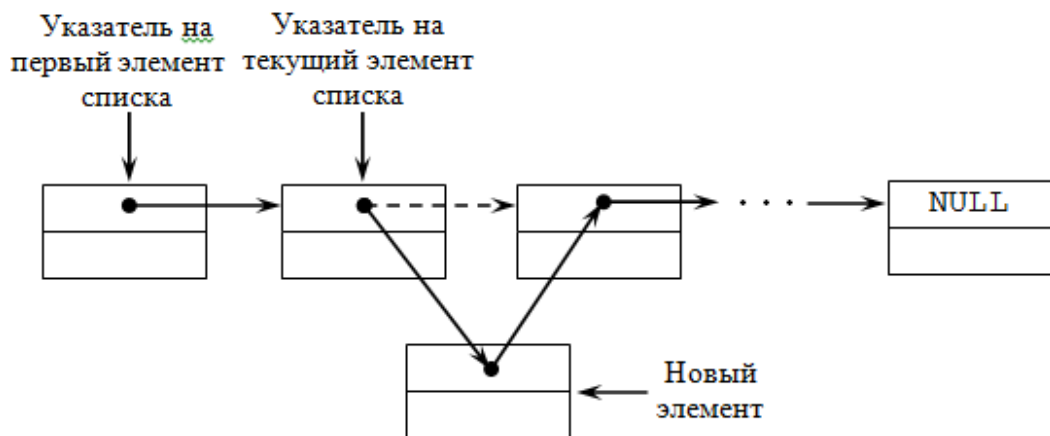 Указатель на
первый элемент
списка
Указатель на
текущий элемент
списка
NULL
Новый
элемент